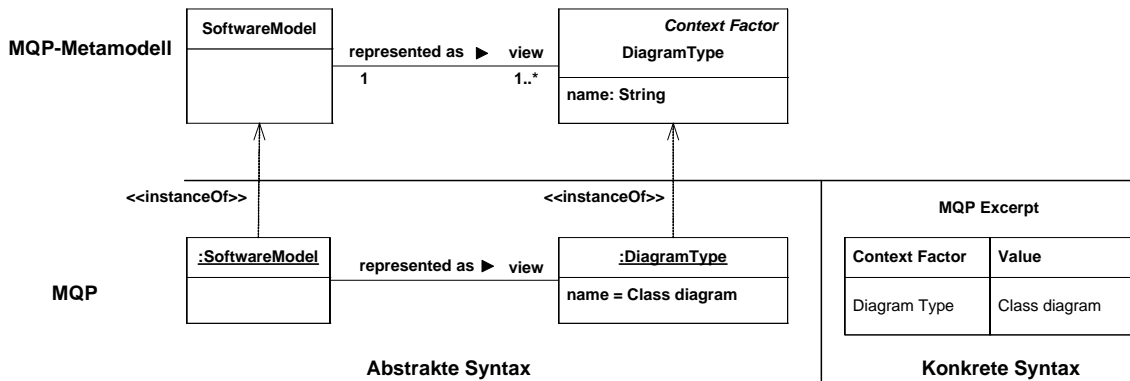 MQP-Metamodell
SoftwareModel
represented as ▶ view
1 1..*
Context Factor
DiagramType
name: String
<<instanceOf>> <<instanceOf>>
MQP
:SoftwareModel
represented as ▶ view
:DiagramType
name = Class diagram
Abstrakte Syntax
MQP Excerpt
Context Factor Value
Diagram Type Class diagram
Konkrete Syntax